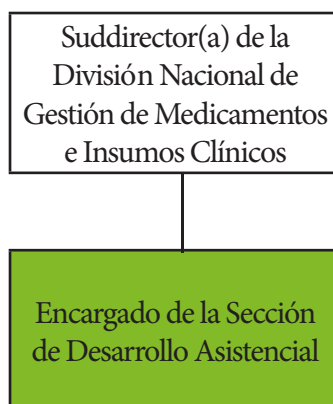 Suddirector(a) de la
División Nacional de
Gestión de Medicamentos
e Insumos Clínicos
Encargado de la Sección
de Desarrollo Asistencial